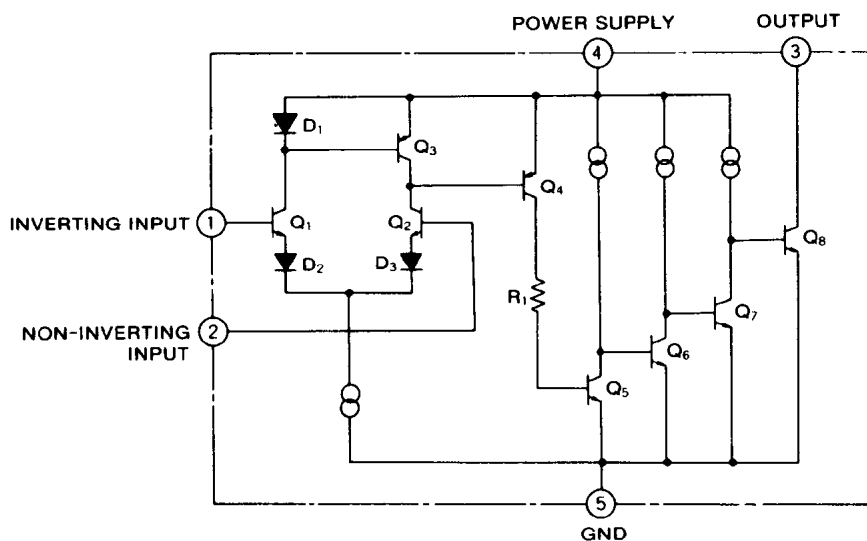 POWER SUPPLY
OUTPUT
4
3
D1
Q3
Q4
INVERTING INPUT
1
Q1
Q2
Q8
D2
D3
R1
NON-INVERTING
INPUT
2
Q7
Q6
Q5
5
GND